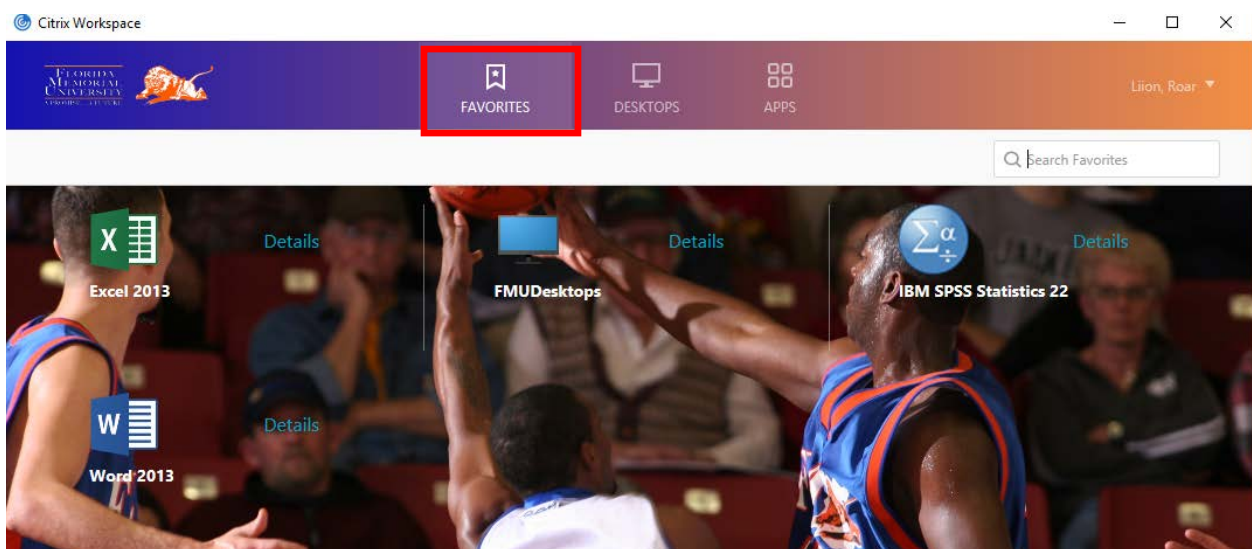 Citrix Workspace
FLORIDA
MEMORIAL
UNIVERSITY
FAVORITES
DESKTOPS
APPS
Liion, Roar
Search Favorites
Details
Excel 2013
Details
FMUDesktops
Details
IBM SPSS Statistics 22
Details
Word 2013